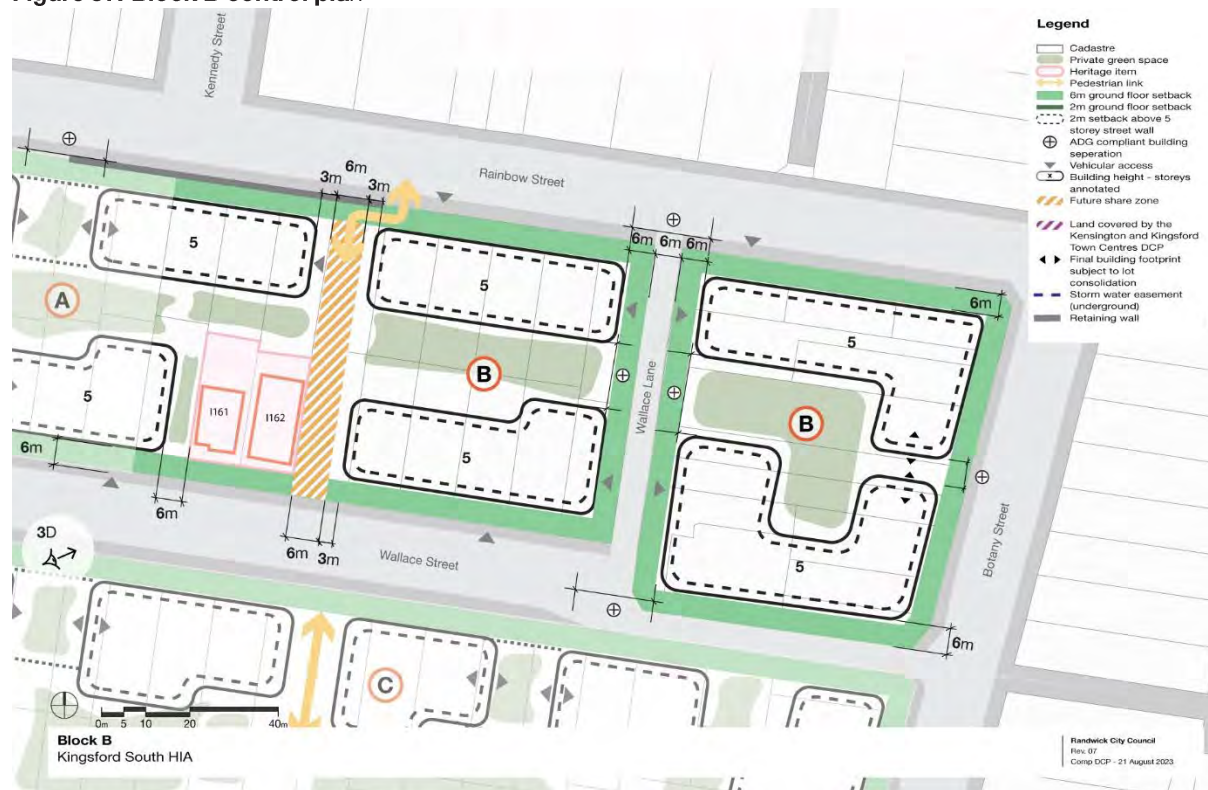 Figure 3.4 Block B control plan
Legend
Cadastre
Private green space
Heritage item
Pedestrian link
6m ground floor setback
2m ground floor setback
2m setback above 5
storey street wall
ADG compliant building
seperation
Vehicular access
x
Building height - storeys
annotated
Future share zone
Land covered by the
Kensington and Kingsford
Town Centres DCP
Final building footprint
subject to lot
consolidation
Storm water easement
(underground)
Retaining wall
Kennedy Street
Rainbow Street
6m
3m
3m
6m
6m
6m
6m
5
5
5
A
B
B
I161
I162
Wallace Lane
Botany Street
5
5
5
6m
6m
6m
3m
6m
Wallace Street
3D
C
0m 5 10 20 40m
Block B
Kingsford South HIA
Randwick City Council
Rev. 07
Comp DCP - 21 August 2023